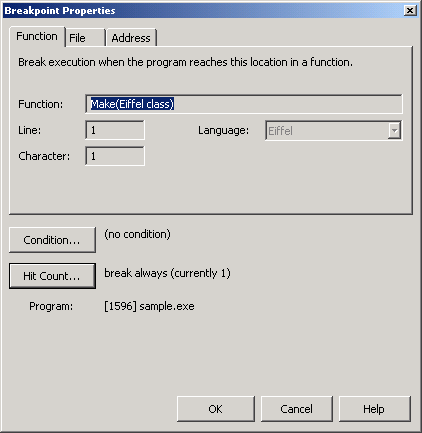 Breakpoint Properties
Function File Address
Break execution when the program reaches this location in a function.
Function: Make(Eiffel class)
Line: 1 Language: Eiffel
Character: 1
Condition... (no condition)
Hit Count... break always (currently 1)
Program: [1596] sample.exe
OK Cancel Help